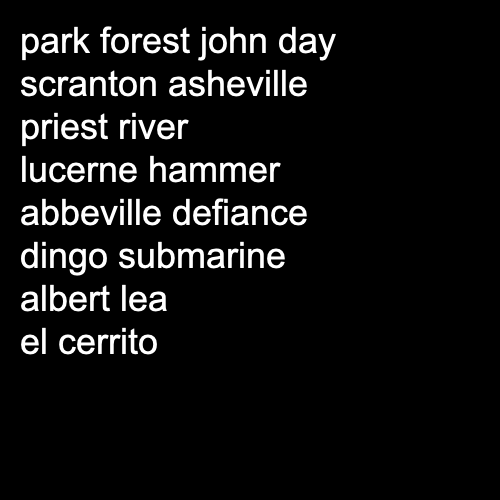 park forest john day
scranton asheville
priest river
lucerne hammer
abbeville defiance
dingo submarine
albert lea
el cerrito